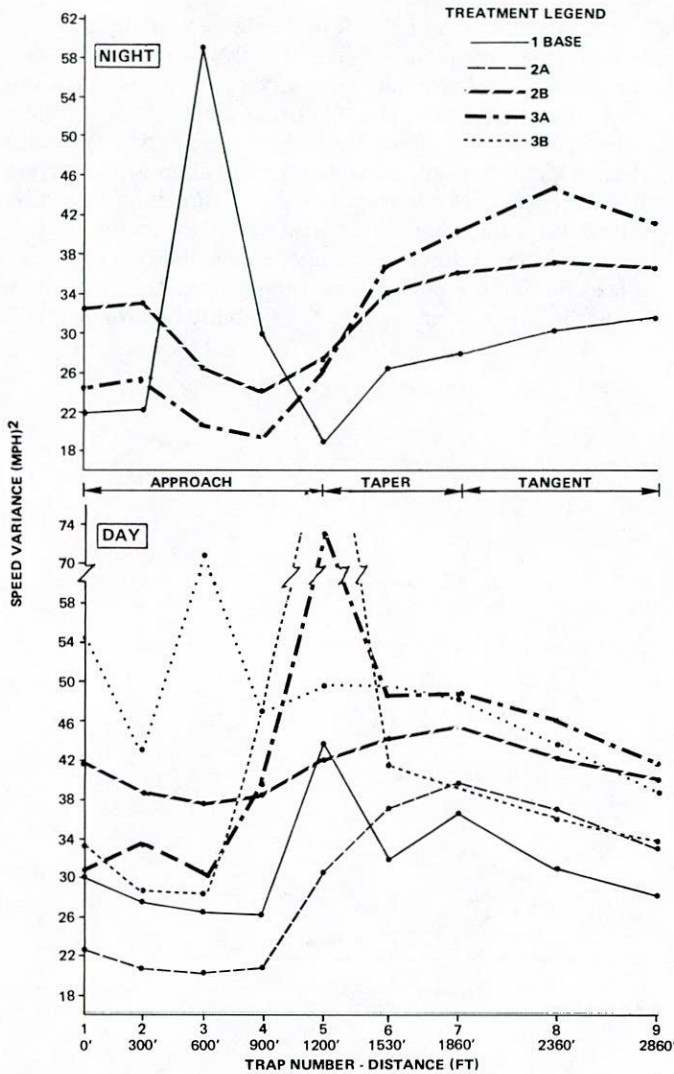 TREATMENT LEGEND
1 BASE
2A
2B
3A
3B
NIGHT
62
58
54
50
46
42
38
34
30
26
22
18
SPEED VARIANCE (MPH)2
APPROACH TAPER TANGENT
DAY
74
70
58
54
50
46
42
38
34
30
26
22
18
1 2 3 4 5 6 7 8 9
0' 300' 600' 900' 1200' 1530' 1860' 2360' 2860'
TRAP NUMBER - DISTANCE (FT)